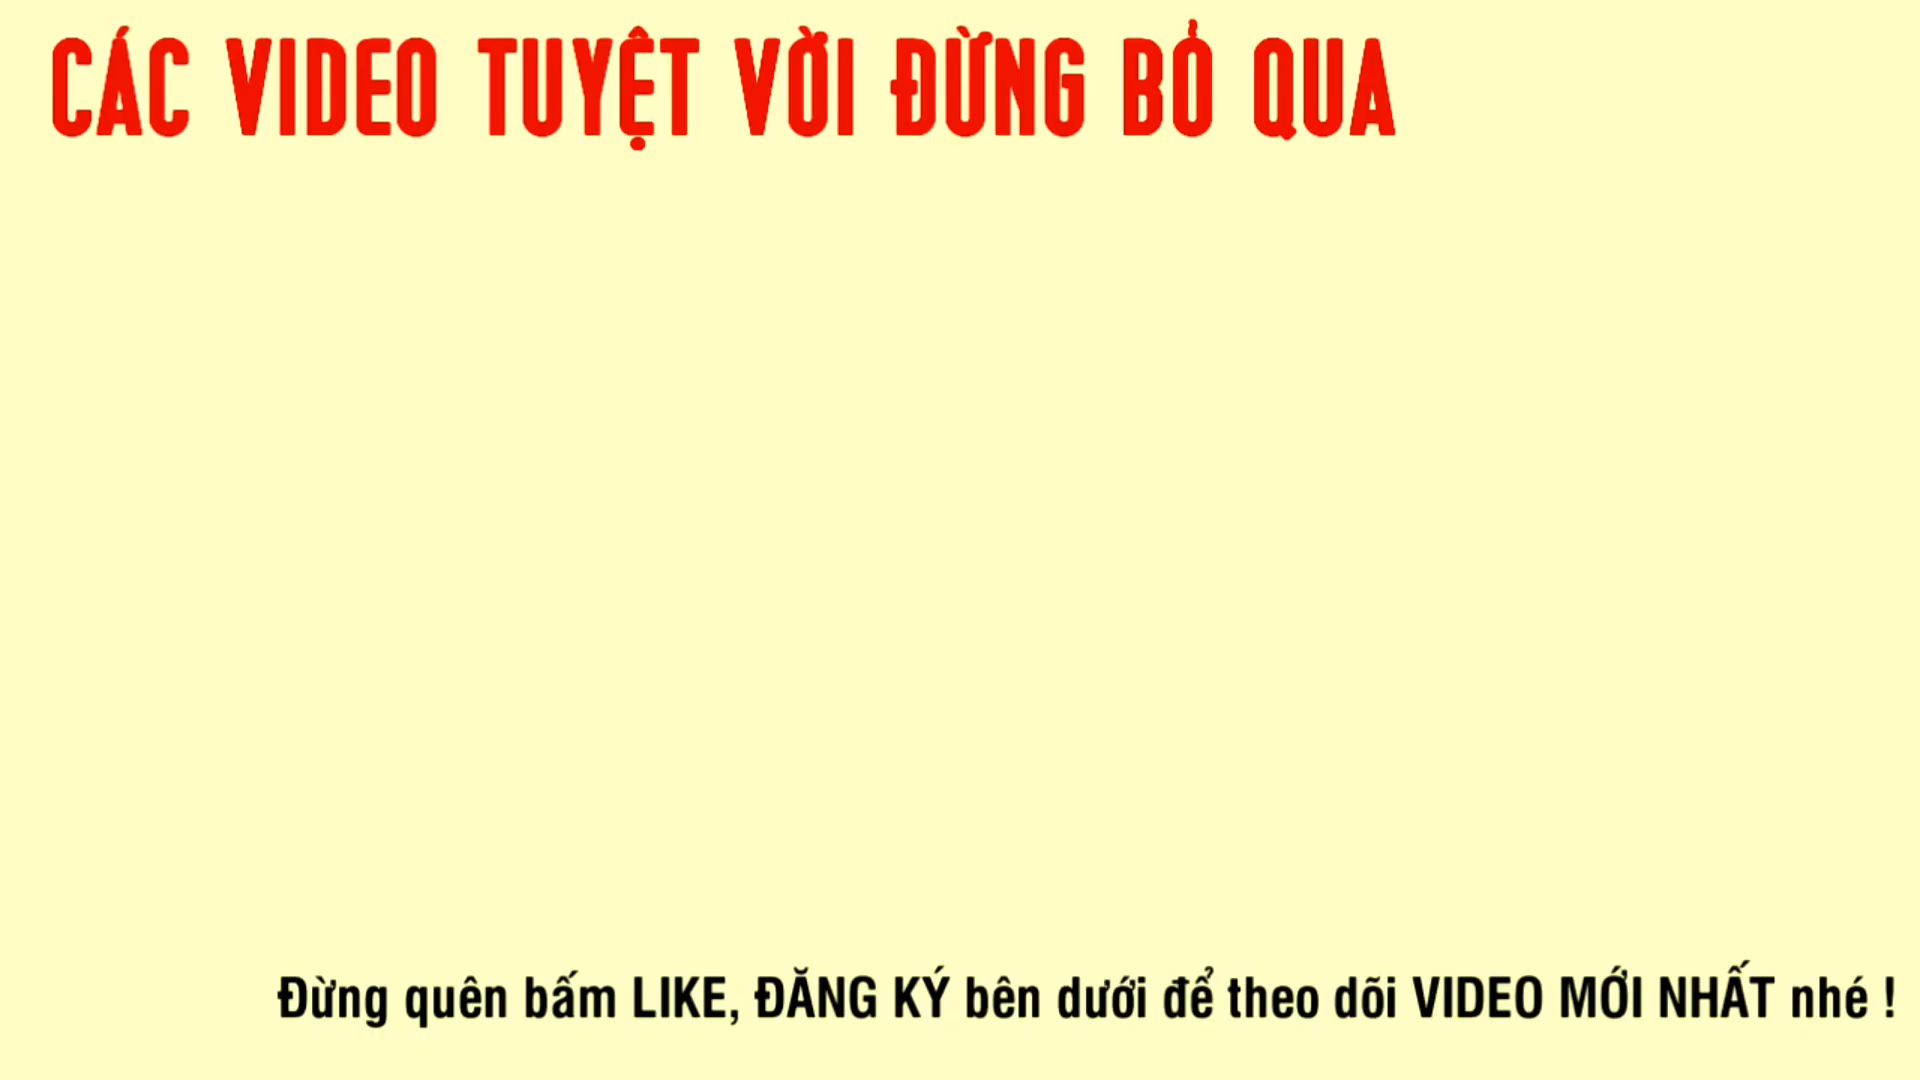 CÁC VIDEO TUYỆT VỜI ĐỪNG BỎ QUA
Đừng quên bấm LIKE, ĐĂNG KÝ bên dưới để theo dõi VIDEO MỚI NHẤT nhé !